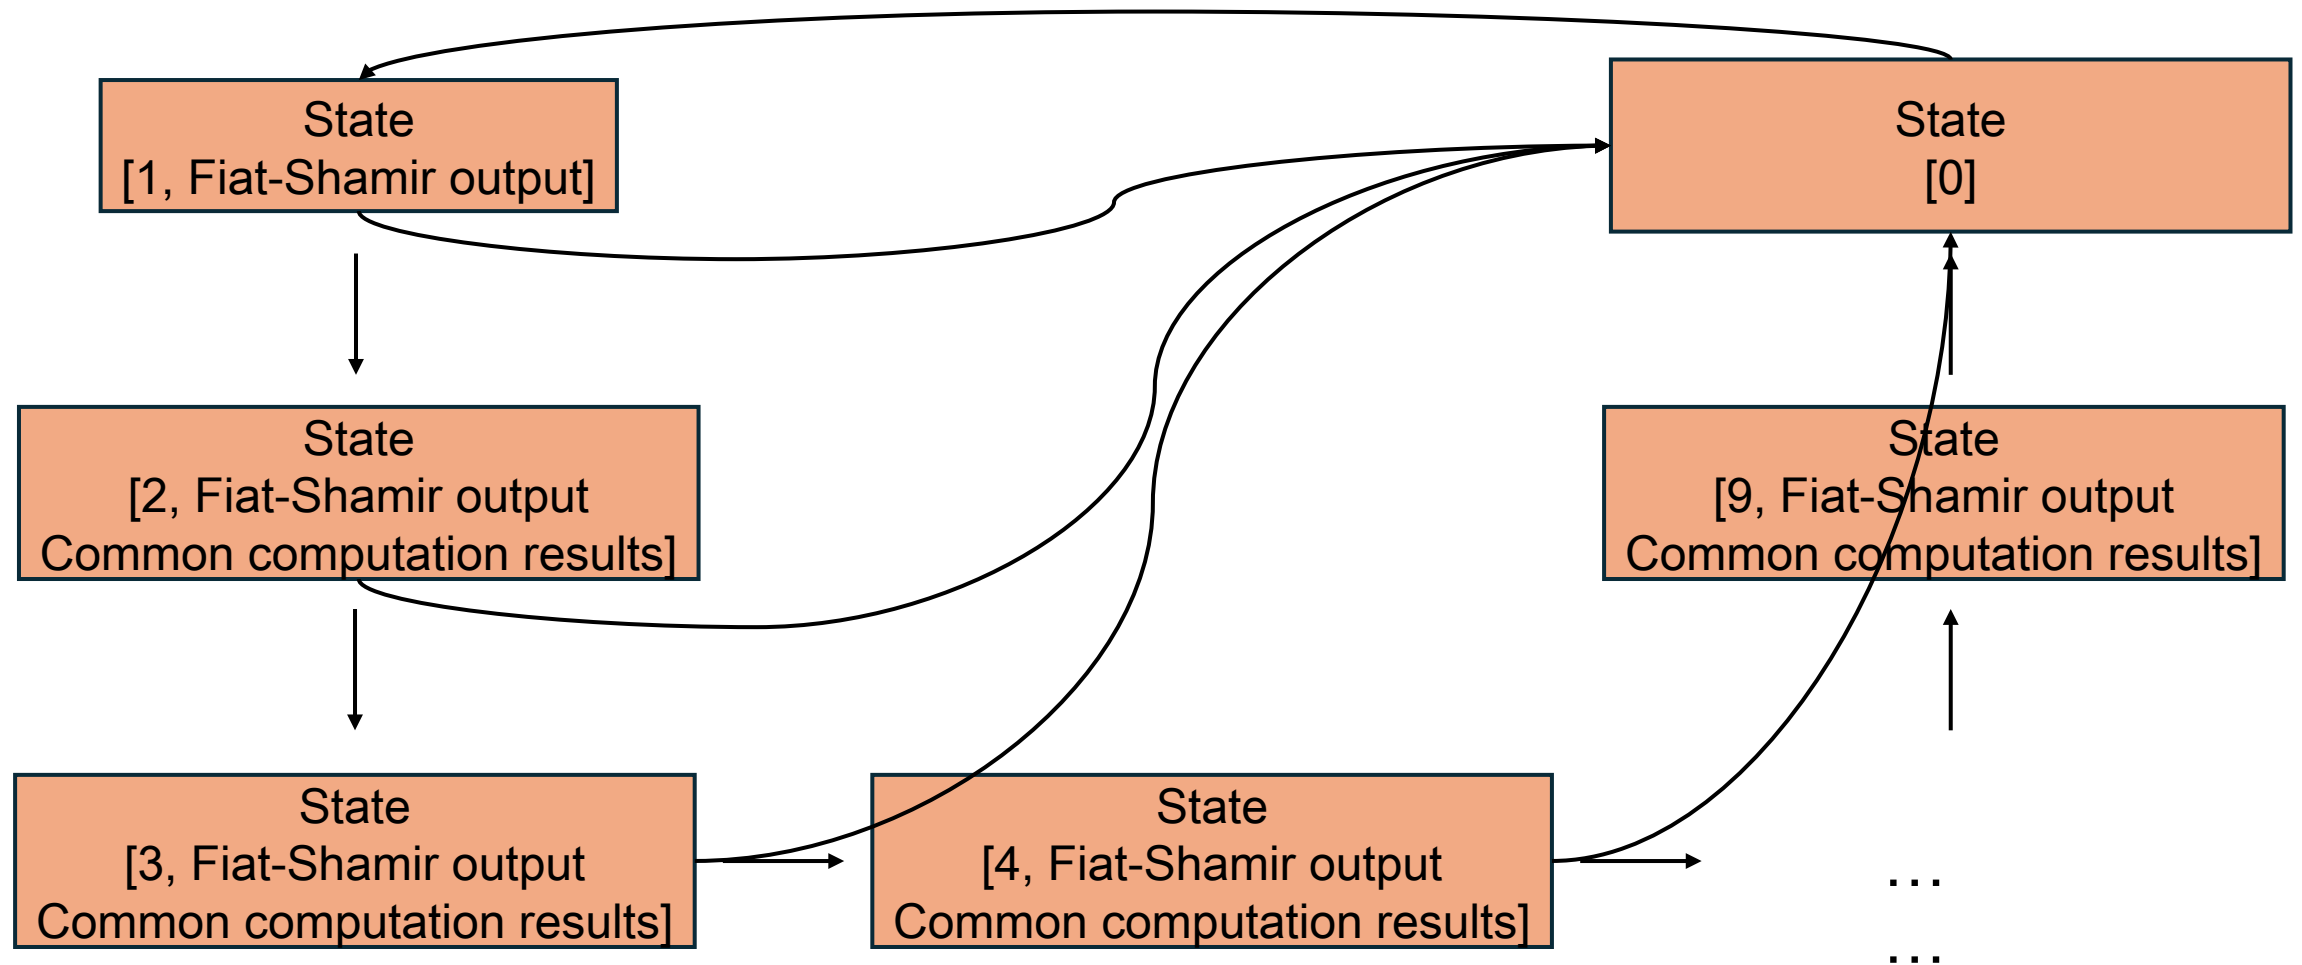 State
[1, Fiat-Shamir output]
State
[0]
State
[2, Fiat-Shamir output
Common computation results]
State
[9, Fiat-Shamir output
Common computation results]
State
[3, Fiat-Shamir output
Common computation results]
State
[4, Fiat-Shamir output
Common computation results]
…
…